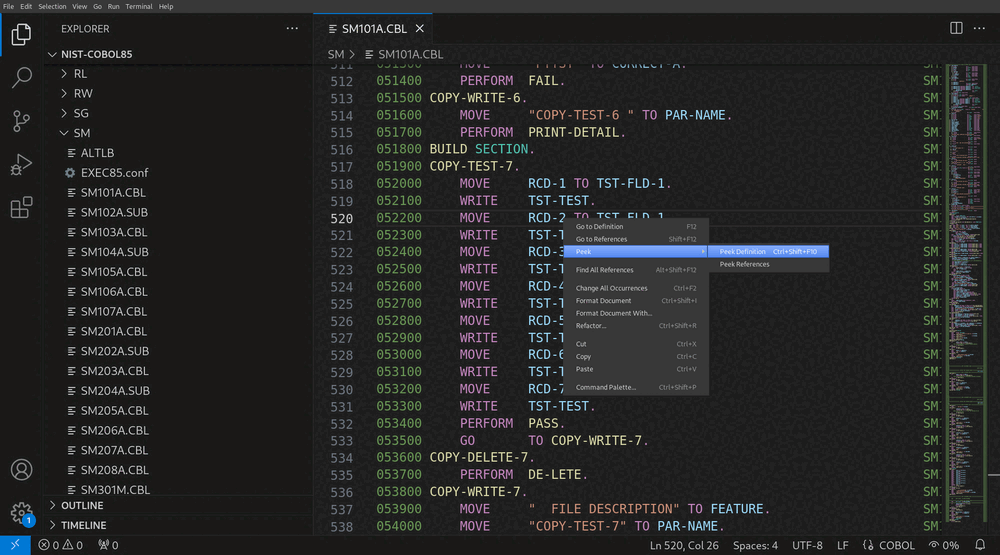 File Edit Selection View Go Run Terminal Help
EXPLORER
SM101A.CBL
NIST-COBOL85
SM > SM101A.CBL
RL
RW
SG
SM
ALTLB
EXEC85.conf
SM101A.CBL
SM102A.SUB
SM103A.CBL
SM104A.SUB
SM105A.CBL
SM106A.CBL
SM107A.CBL
SM201A.CBL
SM202A.SUB
SM203A.CBL
SM204A.SUB
SM205A.CBL
SM206A.CBL
SM207A.CBL
SM208A.CBL
SM301M.CBL
OUTLINE
TIMELINE
511 051300 MOVE TO CORRECT-A. SM
512 051400 PERFORM FAIL. SM
513 051500 COPY-WRITE-6. SM
514 051600 MOVE "COPY-TEST-6 " TO PAR-NAME. SM
515 051700 PERFORM PRINT-DETAIL. SM
516 051800 BUILD SECTION. SM
517 051900 COPY-TEST-7. SM
518 052000 MOVE RCD-1 TO TST-FLD-1. SM
519 052100 WRITE TST-TEST. SM
520 052200 MOVE RCD-2 TO TST-FLD-1. SM
521 052300 WRITE TST-T SM
522 052400 MOVE RCD-3 SM
523 052500 WRITE TST-T SM
524 052600 MOVE RCD-4 SM
525 052700 WRITE TST-T SM
526 052800 MOVE RCD-5 SM
527 052900 WRITE TST-T SM
528 053000 MOVE RCD-6 SM
529 053100 WRITE TST-T SM
530 053200 MOVE RCD-7 SM
531 053300 WRITE TST-TEST. SM
532 053400 PERFORM PASS. SM
533 053500 GO TO COPY-WRITE-7. SM
534 053600 COPY-DELETE-7. SM
535 053700 PERFORM DE-LETE. SM
536 053800 COPY-WRITE-7. SM
537 053900 MOVE "  FILE DESCRIPTION" TO FEATURE. SM
538 054000 MOVE "COPY-TEST-7" TO PAR-NAME. SM
Go to Definition F12
Go to References Shift+F12
Peek
Find All References Alt+Shift+F12
Change All Occurrences Ctrl+F2
Format Document Ctrl+Shift+I
Format Document With...
Refactor... Ctrl+Shift+R
Cut Ctrl+X
Copy Ctrl+C
Paste Ctrl+V
Command Palette... Ctrl+Shift+P
Peek Definition Ctrl+Shift+F10
Peek References
1
0 0 0 Ln 520, Col 26 Spaces: 4 UTF-8 LF COBOL 0%